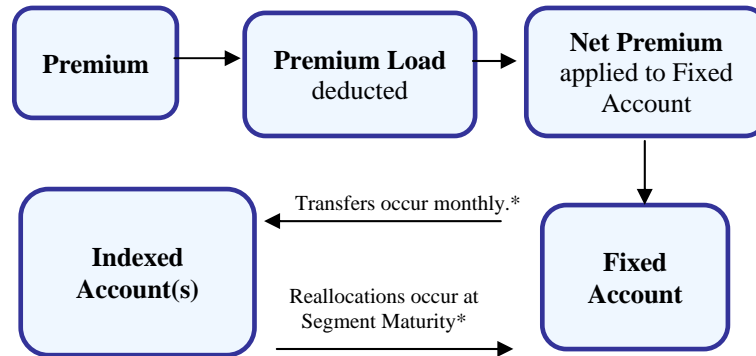 Premium
Premium Load
deducted
Net Premium
applied to Fixed
Account
Transfers occur monthly.*
Indexed
Account(s)
Reallocations occur at
Segment Maturity*
Fixed
Account